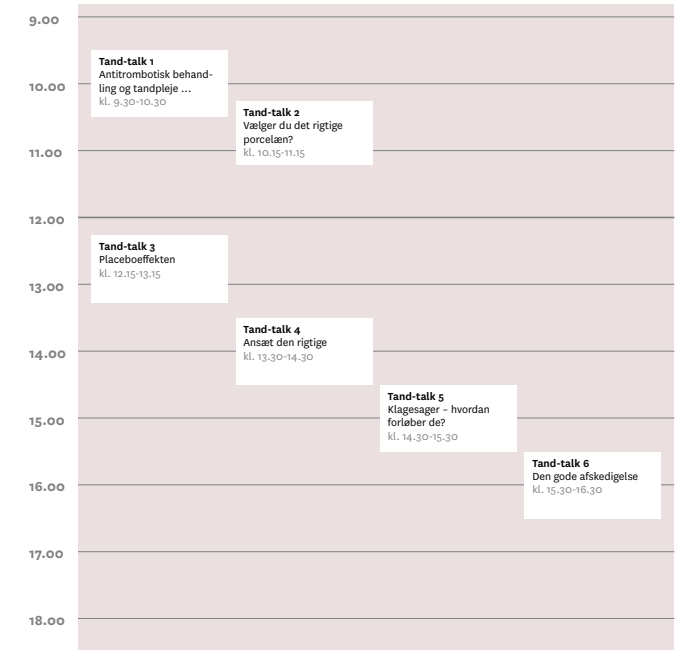 9.00
Tand-talk 1
Antitrombotisk behand-
ling og tandpleje ...
kl. 9.30-10.30
10.00
Tand-talk 2
Vælger du det rigtige
porcelæn?
kl. 10.15-11.15
11.00
12.00
Tand-talk 3
Placeboeffekten
kl. 12.15-13.15
13.00
Tand-talk 4
Ansæt den rigtige
kl. 13.30-14.30
14.00
Tand-talk 5
Klagesager – hvordan
forløber de?
kl. 14.30-15.30
15.00
Tand-talk 6
Den gode afskedigelse
kl. 15.30-16.30
16.00
17.00
18.00